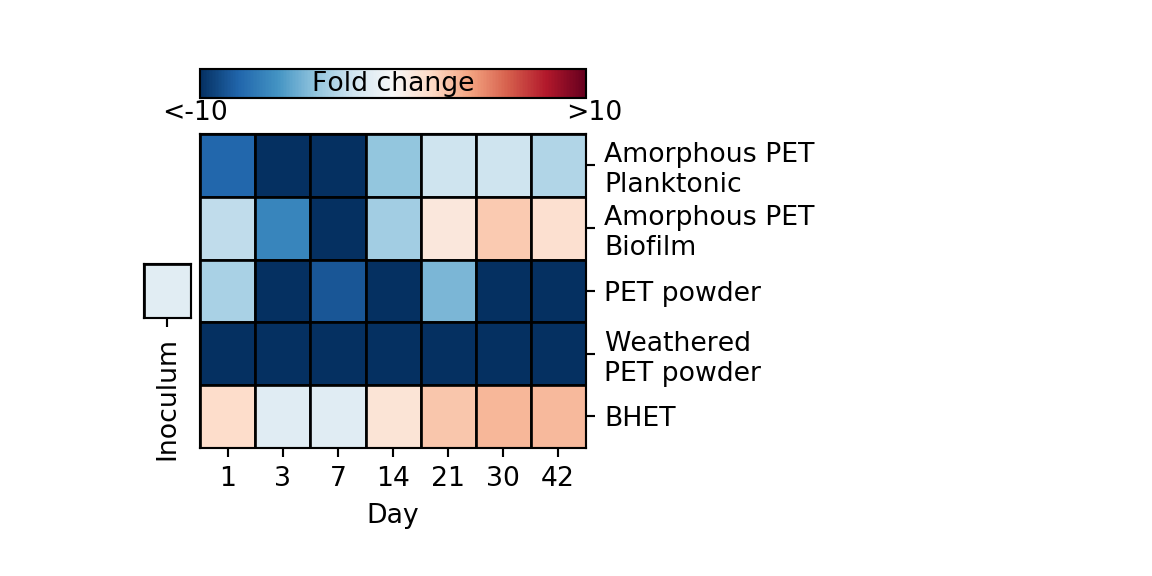 Fold change
<-10 >10
Amorphous PET
Planktonic
Amorphous PET
Biofilm
PET powder
Weathered
PET powder
BHET
Inoculum
1 3 7 14 21 30 42
Day